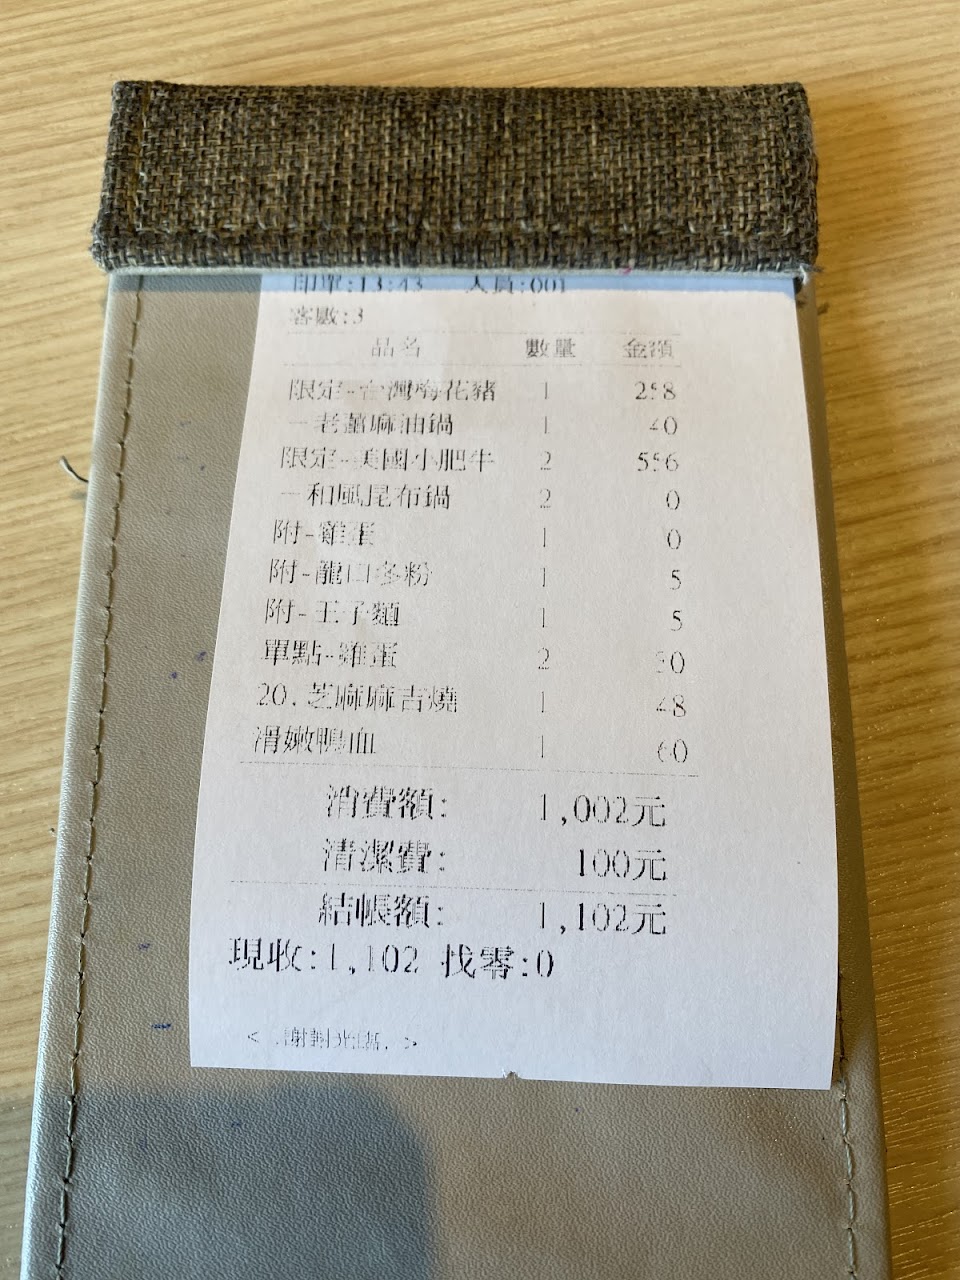 印單:13:43 人員:001
客數:3
品名 數量 金額
限定-台灣梅花豬 1 258
-老薑麻油鍋 1 40
限定-美國小肥牛 2 556
-和風昆布鍋 2 0
附-雞蛋 1 0
附-龍口冬粉 1 5
附-王子麵 1 5
單點-雞蛋 2 30
20.芝麻麻吉燒 1 48
滑嫩鴨血 1 60
消費額: 1,002元
清潔費: 100元
結帳額: 1,102元
現收:1,102 找零:0
< .謝謝光臨. >